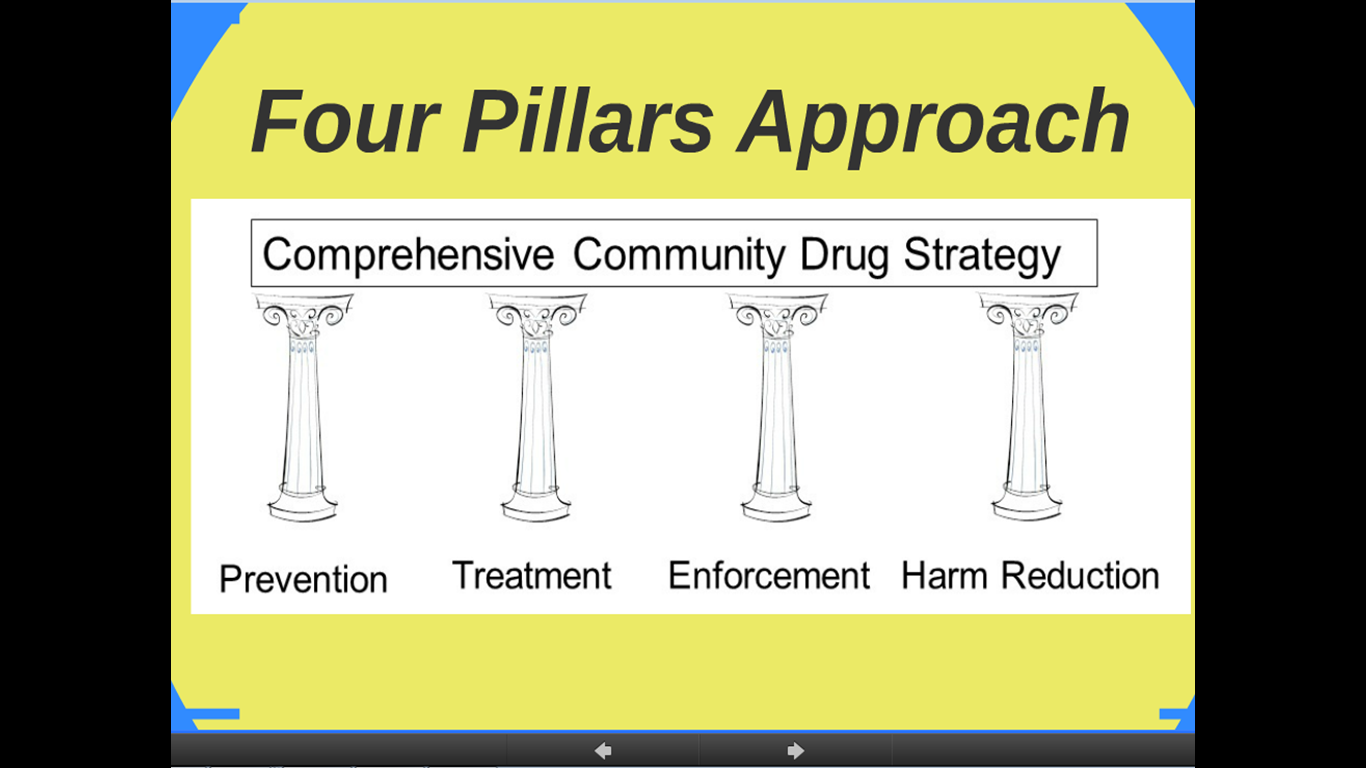 Four Pillars Approach
Comprehensive Community Drug Strategy
Prevention Treatment Enforcement Harm Reduction